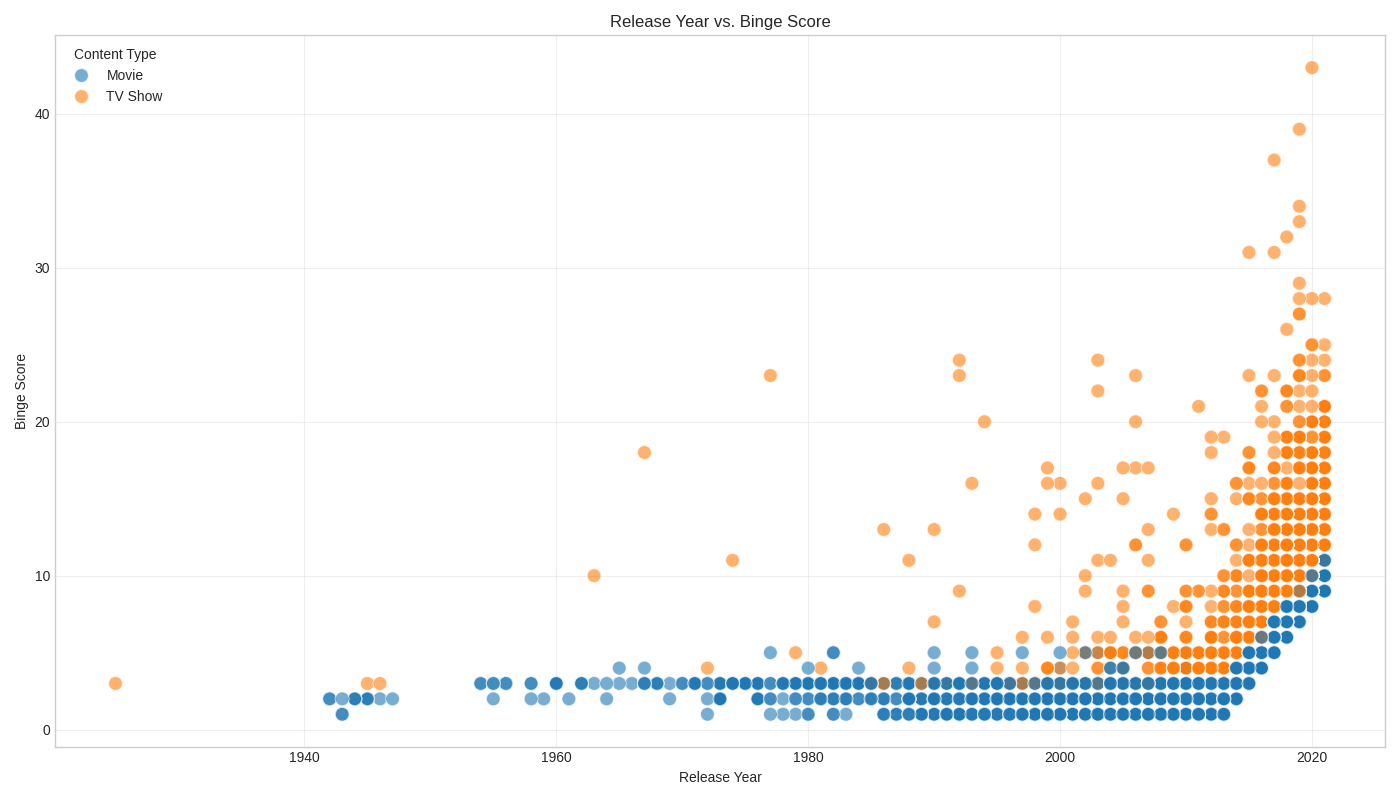 Release Year vs. Binge Score
Content Type
Movie
TV Show
40
30
20
10
0
Binge Score
1940
1960
1980
2000
2020
Release Year